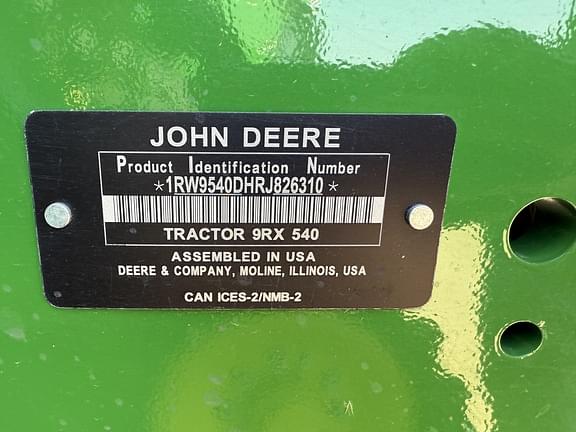 JOHN DEERE
Product Identification Number
*1RW9540DHRJ826310*
TRACTOR 9RX 540
ASSEMBLED IN USA
DEERE & COMPANY, MOLINE, ILLINOIS, USA
CAN ICES-2/NMB-2